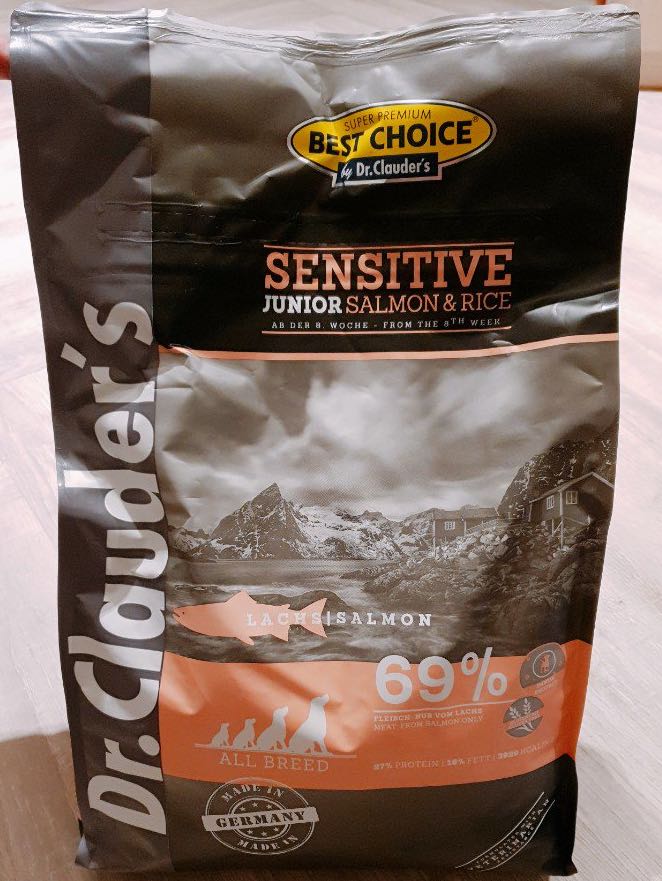 SUPER PREMIUM
BEST CHOICE®
by Dr.Clauder's
SENSITIVE
JUNIOR SALMON & RICE
AB DER 8. WOCHE - FROM THE 8TH WEEK
Dr.Clauder's
LACHS|SALMON
69%
FLEISCH NUR VOM LACHS
MEAT FROM SALMON ONLY
ALL BREED
27% PROTEIN | 16% FETT |
MADE IN
GERMANY
MADE IN